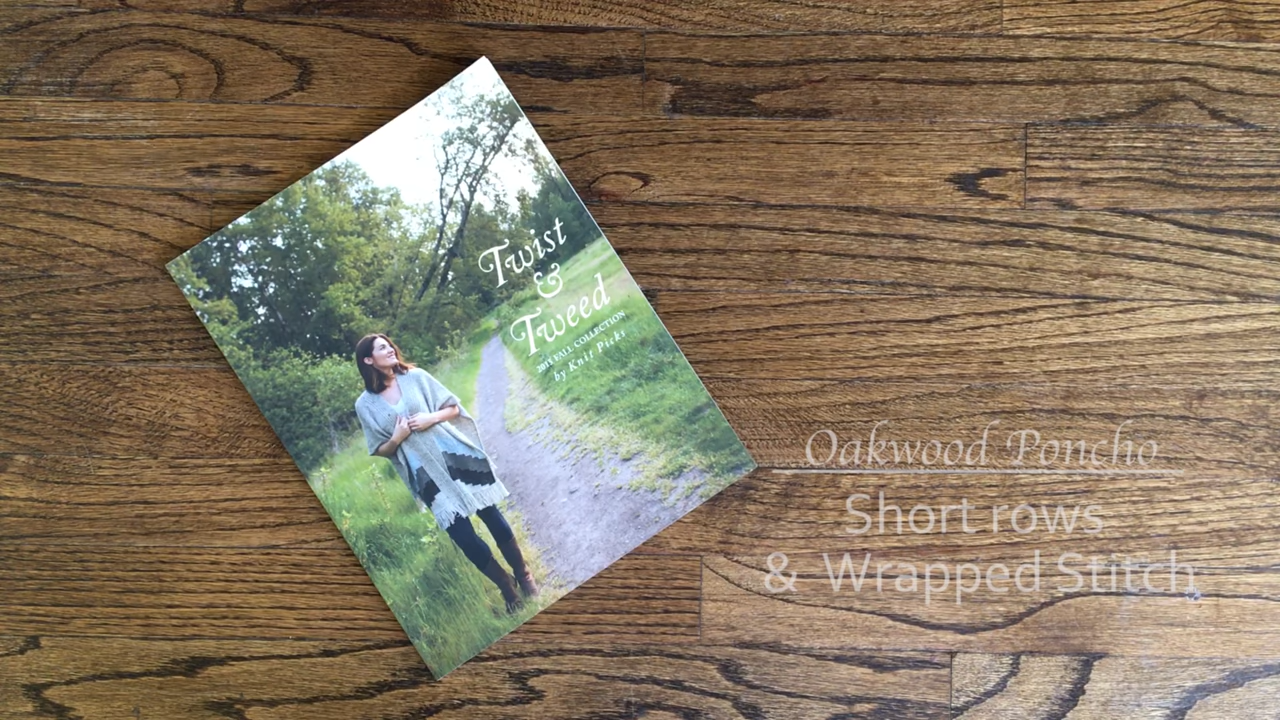 Twist
&
Tweed
2015 FALL COLLECTION
by Knit Picks
Oakwood Poncho
Short rows
& Wrapped Stitch